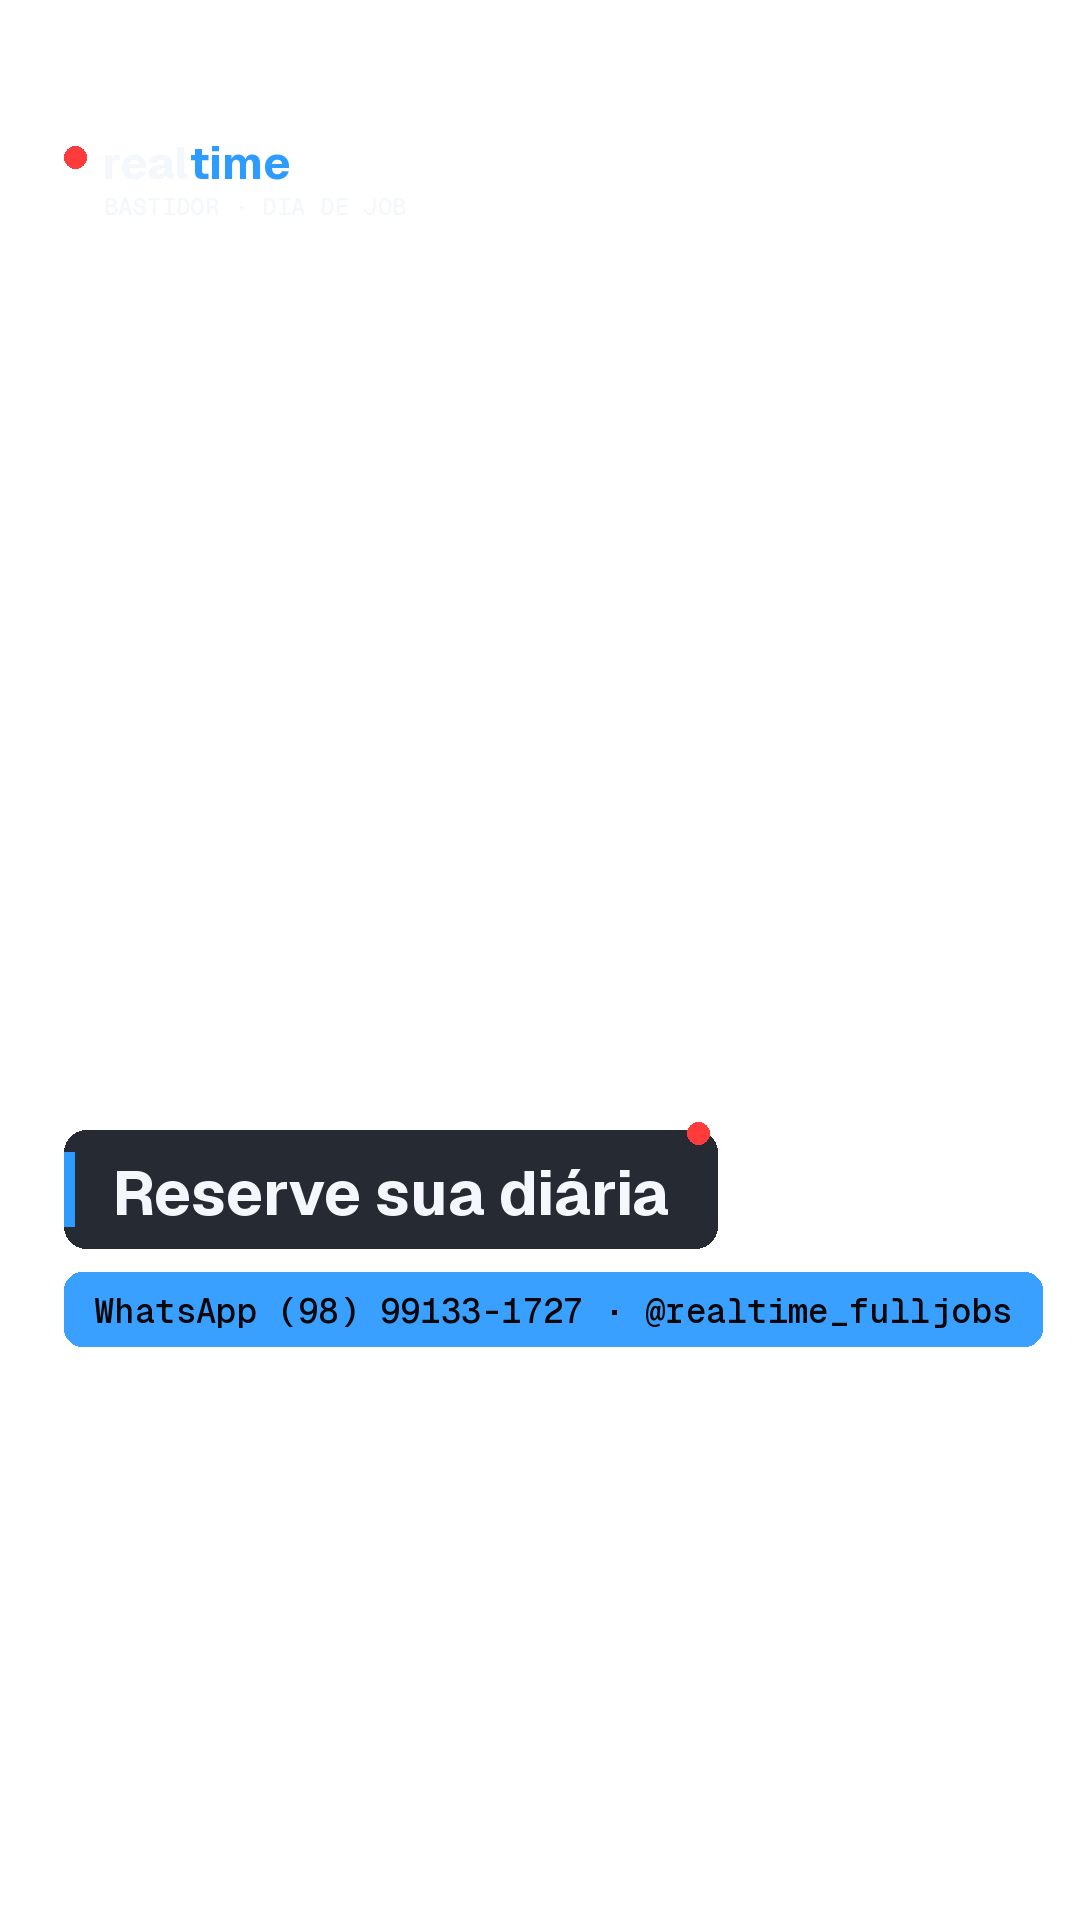 realtime
BASTIDOR · DIA DE JOB
Reserve sua diária
WhatsApp (98) 99133-1727 · @realtime_fulljobs